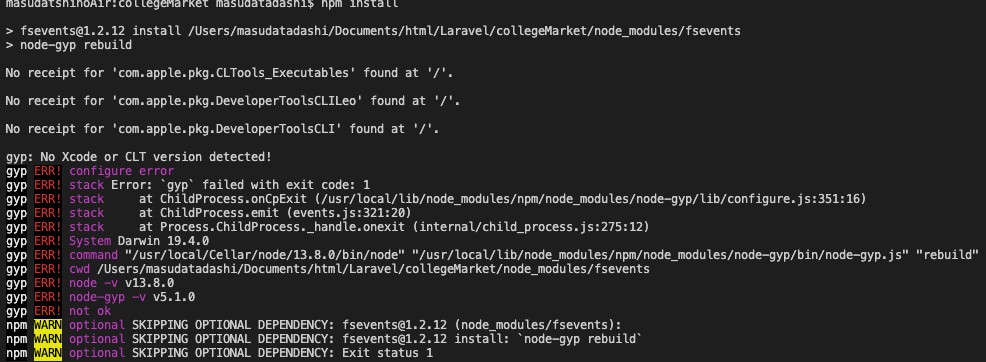 masudatshinoAir:collegeMarket masudatadashi$ npm install
> fsevents@1.2.12 install /Users/masudatadashi/Documents/html/Laravel/collegeMarket/node_modules/fsevents
> node-gyp rebuild
No receipt for 'com.apple.pkg.CLTools_Executables' found at '/'.
No receipt for 'com.apple.pkg.DeveloperToolsCLILeo' found at '/'.
No receipt for 'com.apple.pkg.DeveloperToolsCLI' found at '/'.
gyp: No Xcode or CLT version detected!
gyp ERR! configure error
gyp ERR! stack Error: `gyp` failed with exit code: 1
gyp ERR! stack     at ChildProcess.onCpExit (/usr/local/lib/node_modules/npm/node_modules/node-gyp/lib/configure.js:351:16)
gyp ERR! stack     at ChildProcess.emit (events.js:321:20)
gyp ERR! stack     at Process.ChildProcess._handle.onexit (internal/child_process.js:275:12)
gyp ERR! System Darwin 19.4.0
gyp ERR! command "/usr/local/Cellar/node/13.8.0/bin/node" "/usr/local/lib/node_modules/npm/node_modules/node-gyp/bin/node-gyp.js" "rebuild"
gyp ERR! cwd /Users/masudatadashi/Documents/html/Laravel/collegeMarket/node_modules/fsevents
gyp ERR! node -v v13.8.0
gyp ERR! node-gyp -v v5.1.0
gyp ERR! not ok
npm WARN optional SKIPPING OPTIONAL DEPENDENCY: fsevents@1.2.12 (node_modules/fsevents):
npm WARN optional SKIPPING OPTIONAL DEPENDENCY: fsevents@1.2.12 install: `node-gyp rebuild`
npm WARN optional SKIPPING OPTIONAL DEPENDENCY: Exit status 1